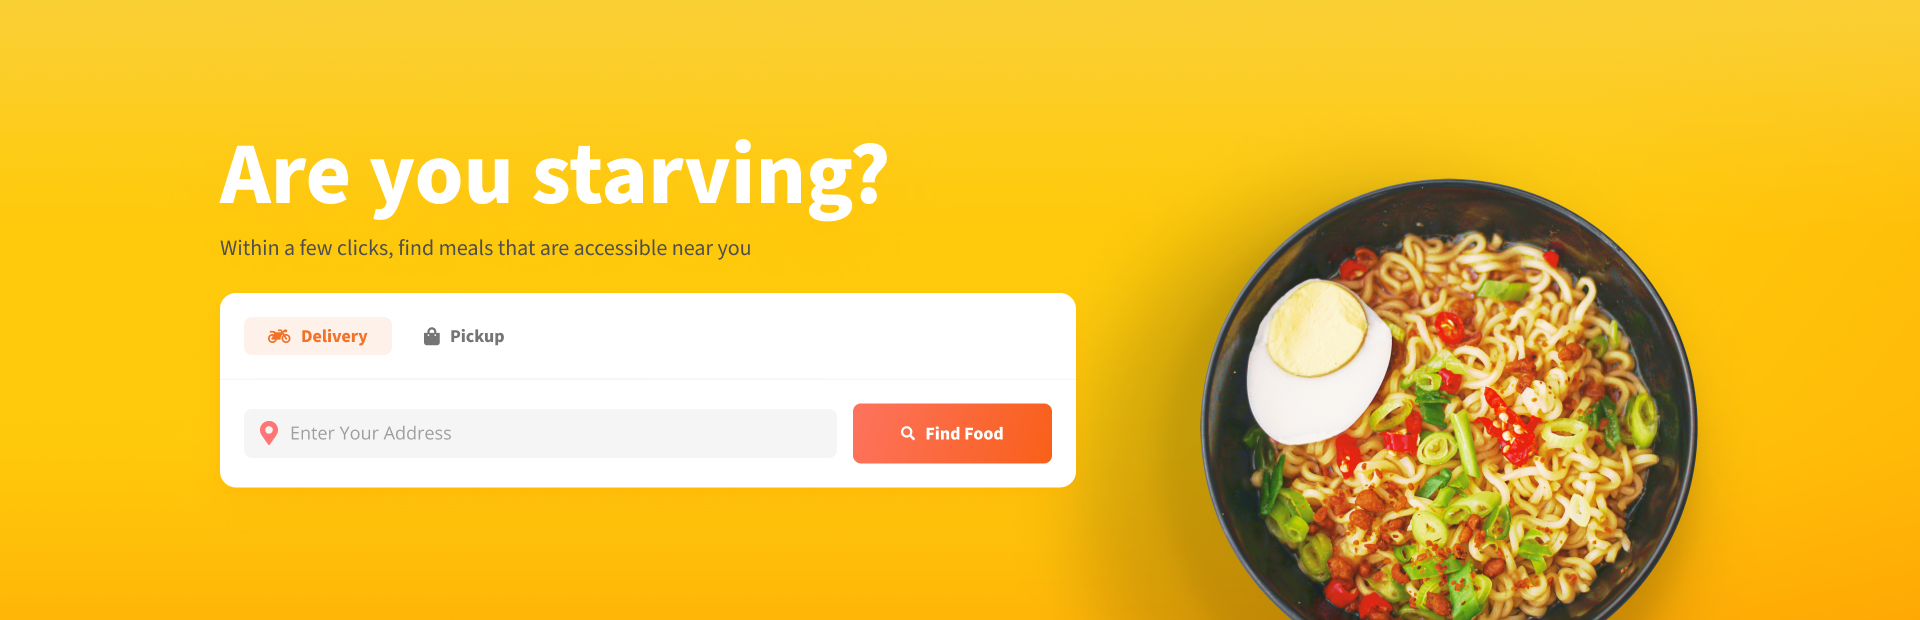 Are you starving?
Within a few clicks, find meals that are accessible near you
Delivery
Pickup
Enter Your Address
Find Food